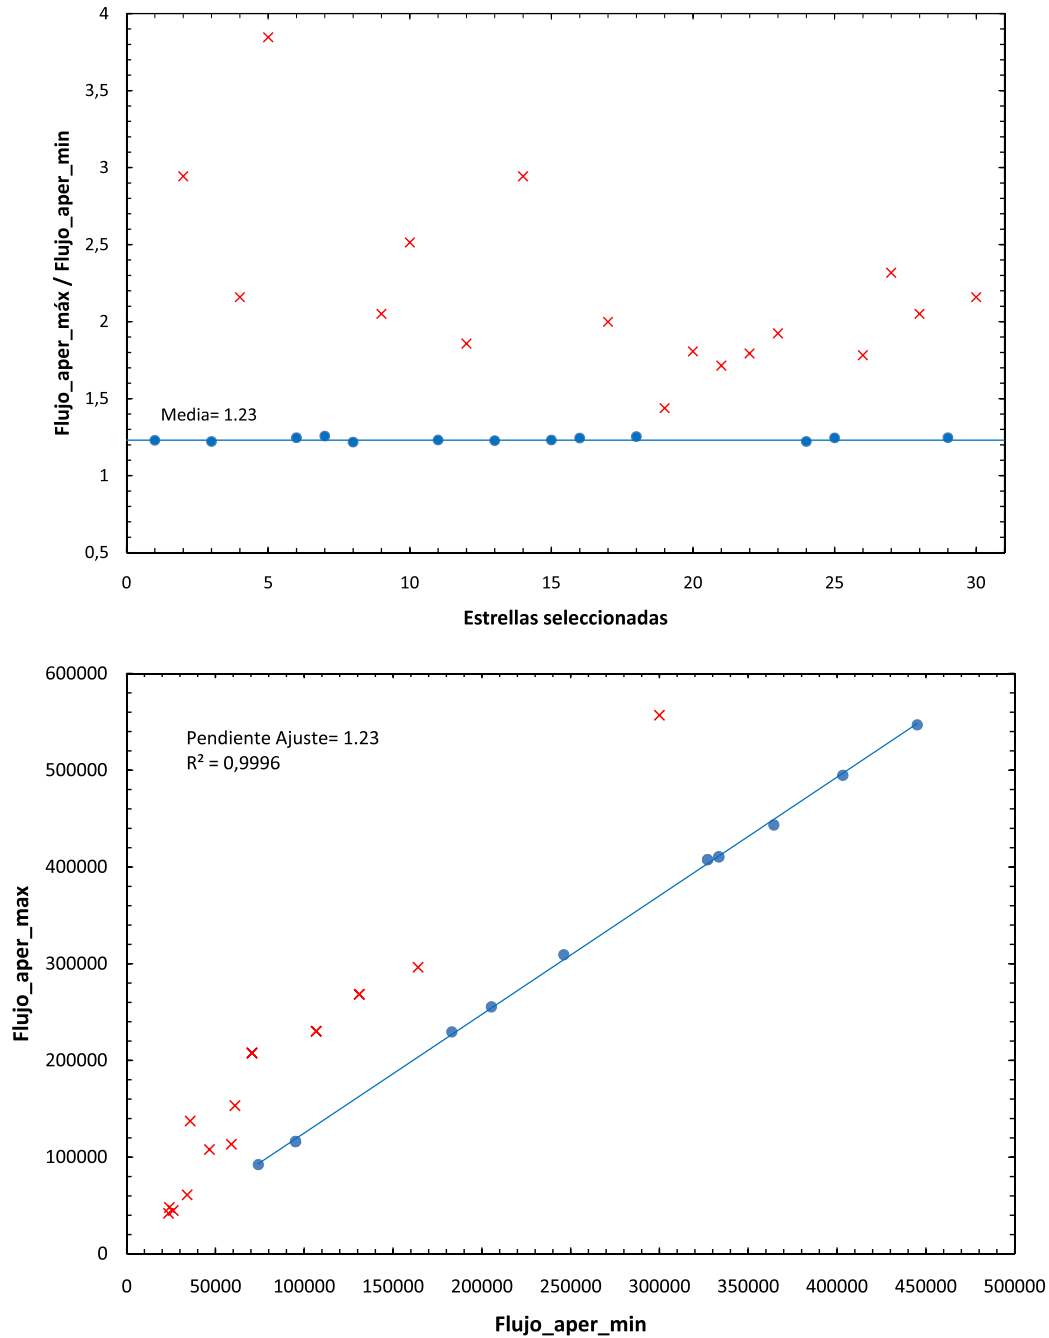 4
3,5
3
2,5
2
1,5
1
0,5
Flujo_aper_máx / Flujo_aper_min
Media= 1.23
0 5 10 15 20 25 30
Estrellas seleccionadas
600000
500000
400000
300000
200000
100000
0
Flujo_aper_max
Pendiente Ajuste= 1.23
R² = 0,9996
0 50000 100000 150000 200000 250000 300000 350000 400000 450000 500000
Flujo_aper_min